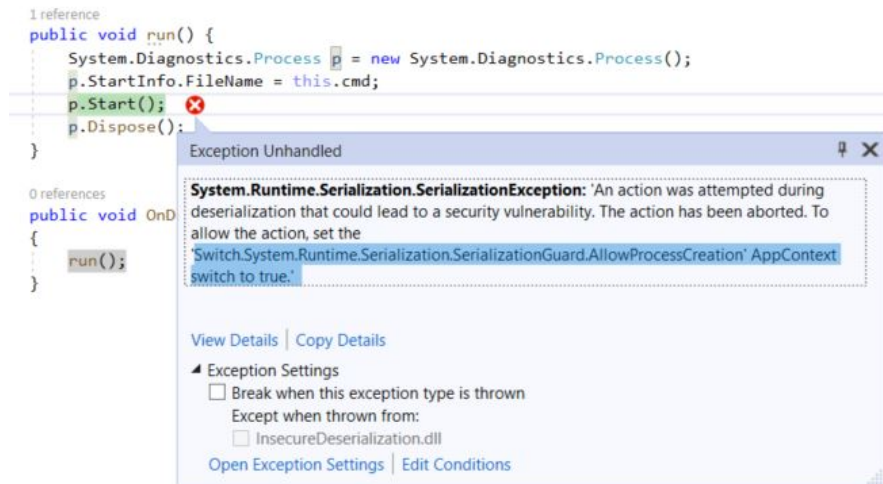 1 reference
public void run() {
System.Diagnostics.Process p = new System.Diagnostics.Process();
p.StartInfo.FileName = this.cmd;
p.Start();
p.Dispose();
}
Exception Unhandled
System.Runtime.Serialization.SerializationException: 'An action was attempted during
deserialization that could lead to a security vulnerability. The action has been aborted. To
allow the action, set the
'Switch.System.Runtime.Serialization.SerializationGuard.AllowProcessCreation' AppContext
switch to true.'
0 references
public void OnD
{
run();
}
View Details | Copy Details
Exception Settings
Break when this exception type is thrown
Except when thrown from:
InsecureDeserialization.dll
Open Exception Settings | Edit Conditions